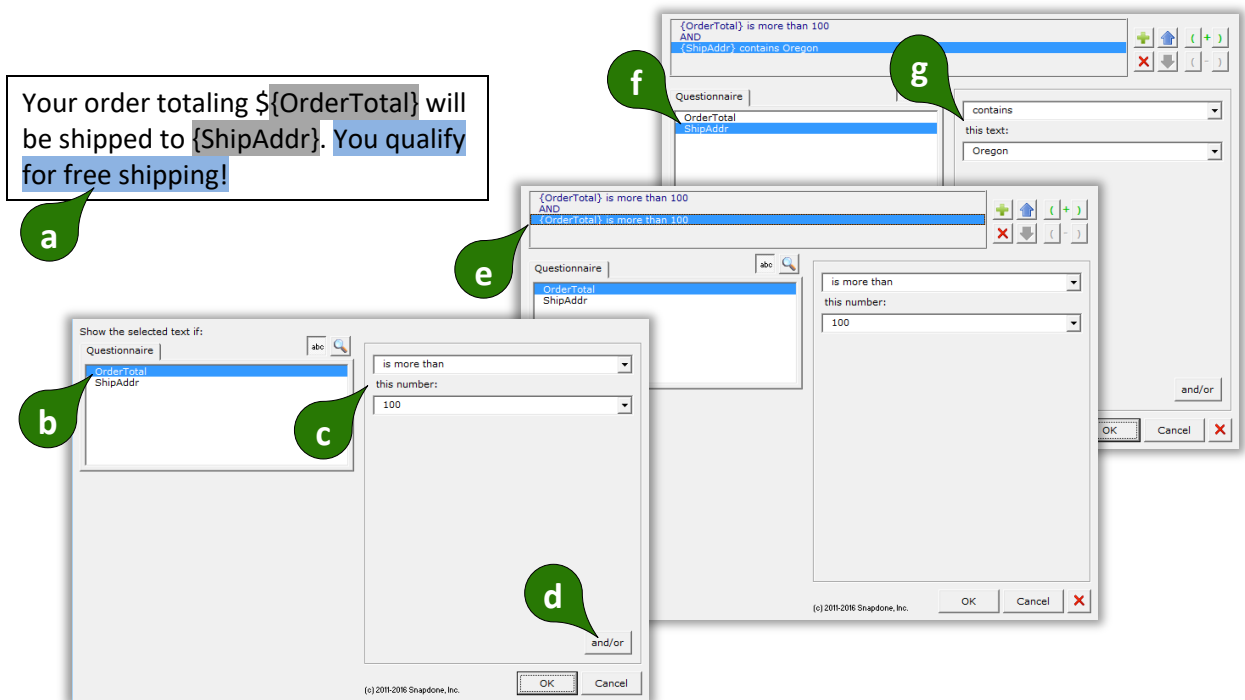 Your order totaling ${OrderTotal} will
be shipped to {ShipAddr}. You qualify
for free shipping!
a
Show the selected text if:
Questionnaire
abc
OrderTotal
ShipAddr
b
is more than
this number:
100
c
d
and/or
(c) 2011-2016 Snapdone, Inc.
OK
Cancel
{OrderTotal} is more than 100
AND
{OrderTotal} is more than 100
( + )
( - )
e
Questionnaire
abc
OrderTotal
ShipAddr
is more than
this number:
100
(c) 2011-2016 Snapdone, Inc.
OK
Cancel
{OrderTotal} is more than 100
AND
{ShipAddr} contains Oregon
( + )
( - )
f
g
Questionnaire
OrderTotal
ShipAddr
contains
this text:
Oregon
and/or
OK
Cancel